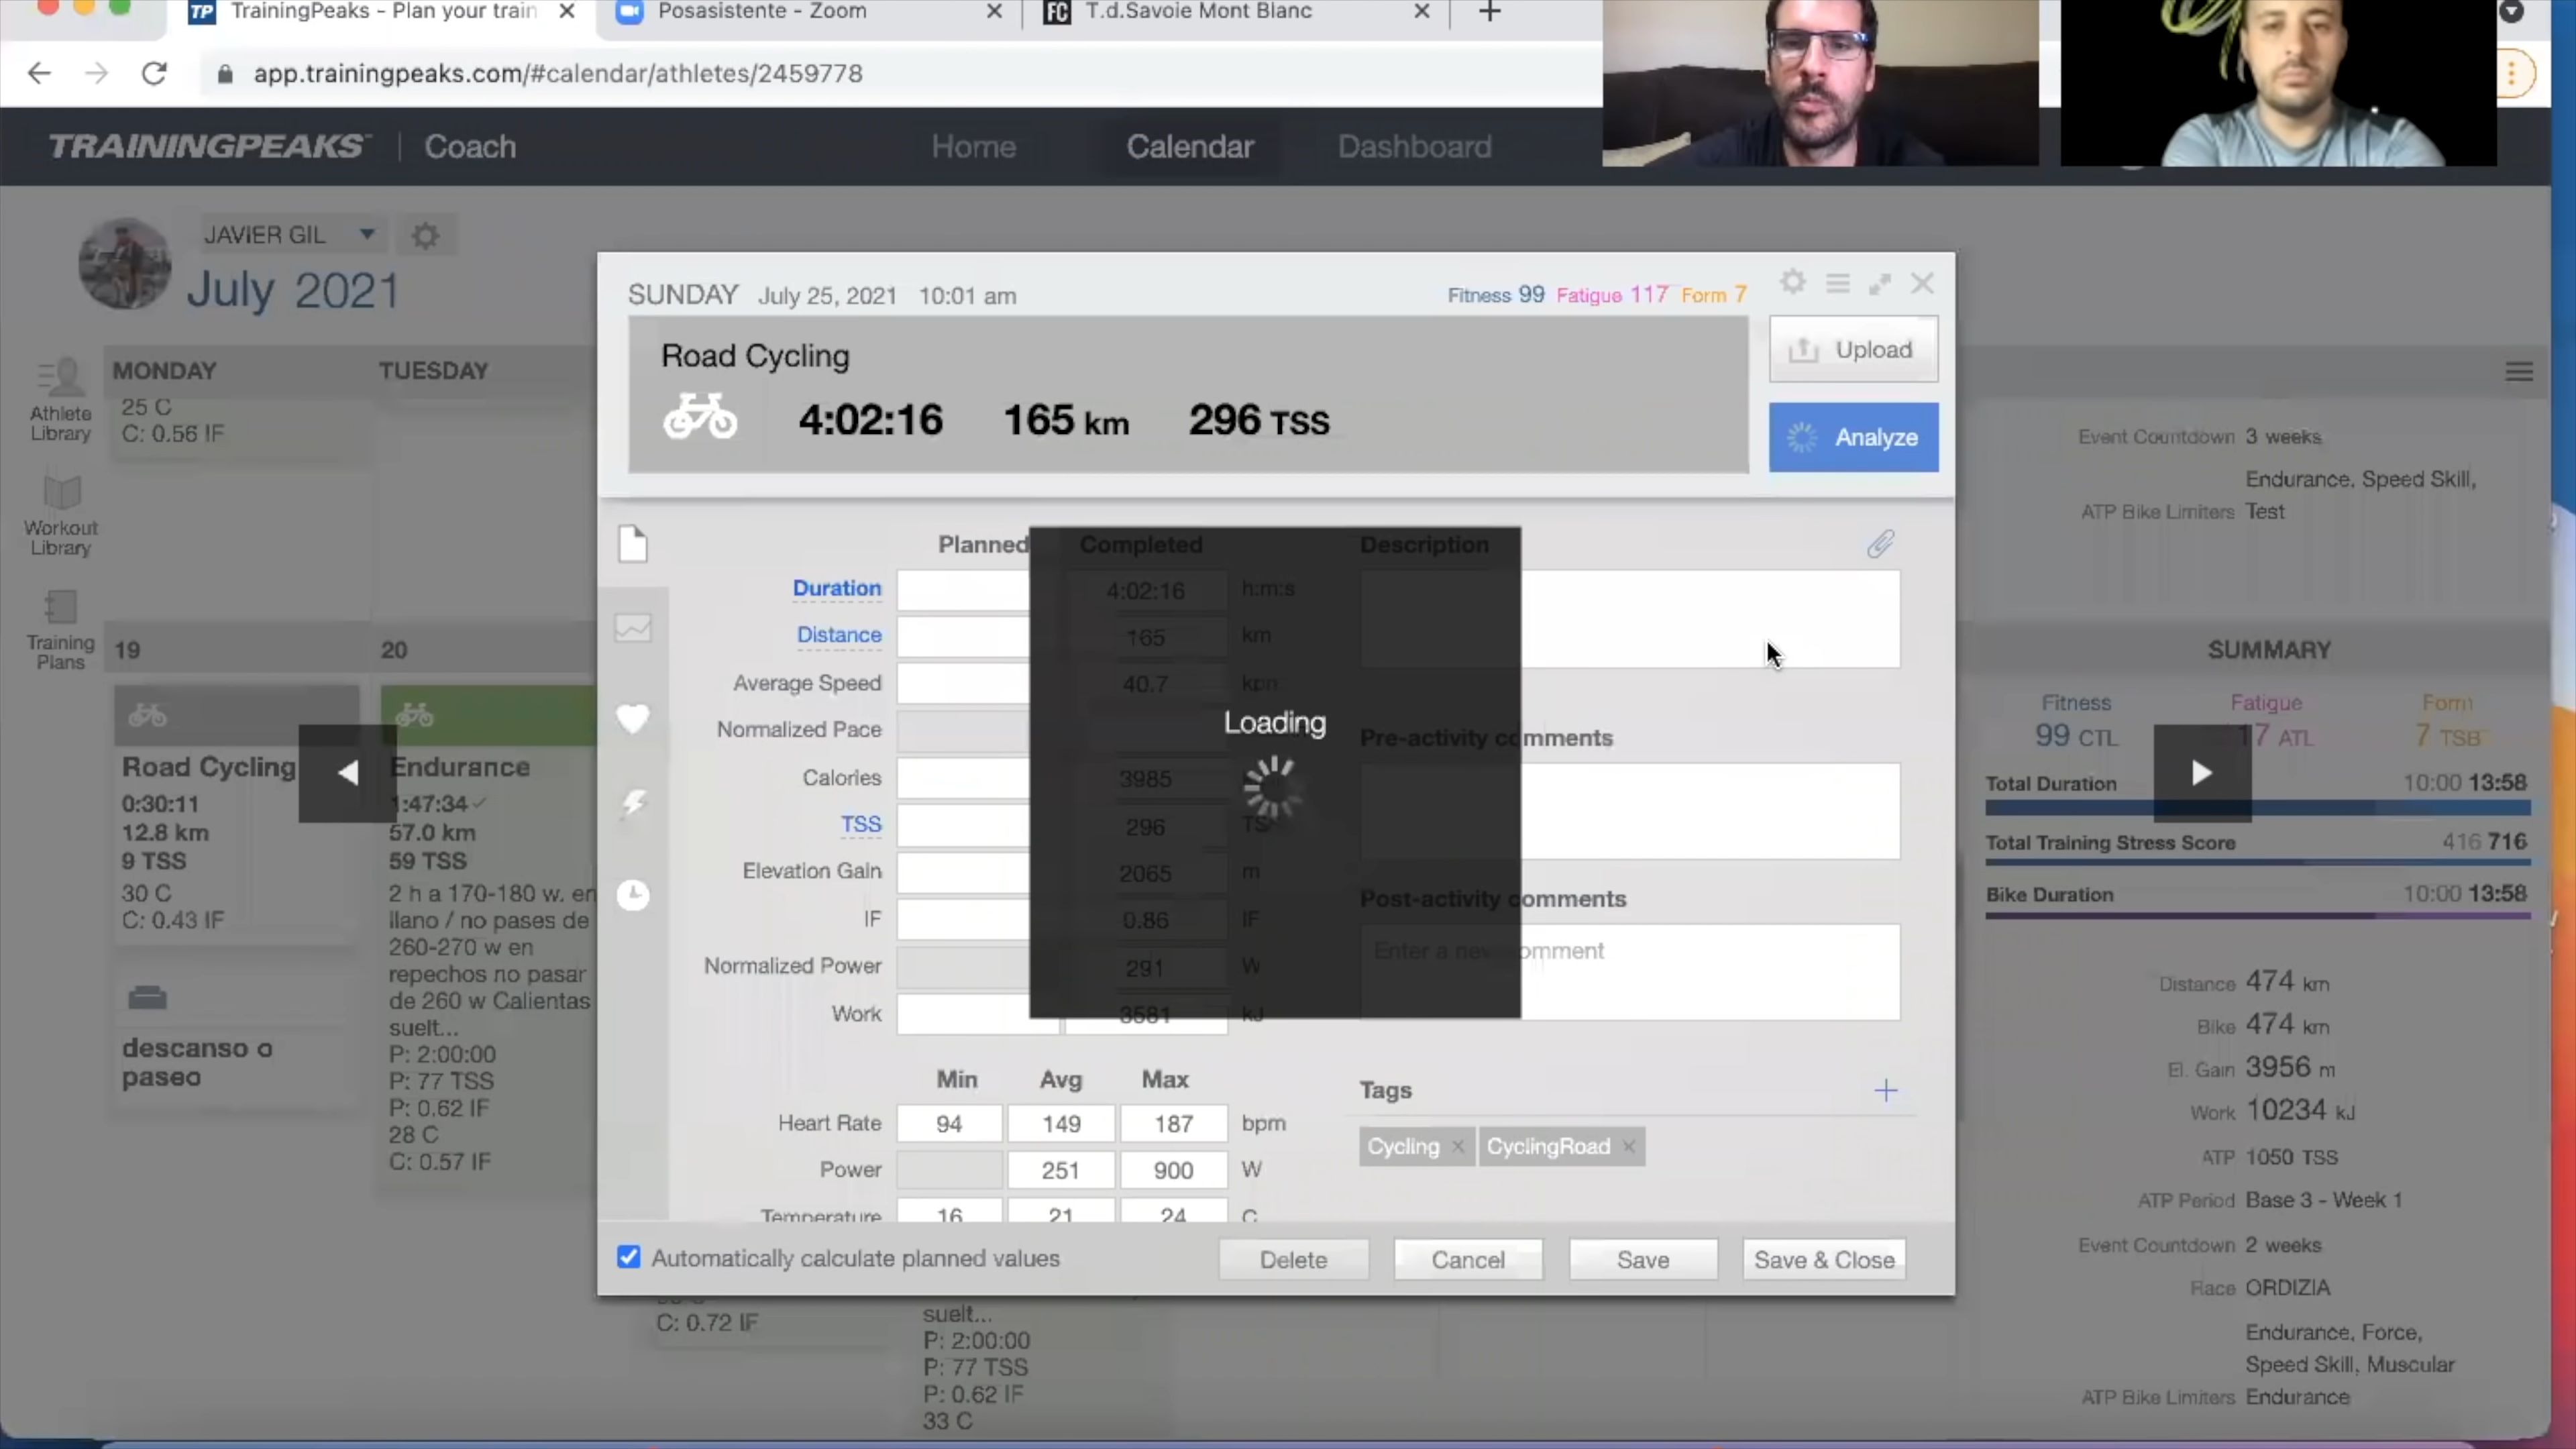 TP TrainingPeaks - Plan your train
Posasistente - Zoom
FC T.d.Savoie Mont Blanc
app.trainingpeaks.com/#calendar/athletes/2459778
TRAININGPEAKS
Coach
Home
Calendar
Dashboard
JAVIER GIL
July 2021
MONDAY
TUESDAY
Athlete
Library
Workout
Library
Training
Plans
25 C
C: 0.56 IF
19
20
Road Cycling
0:30:11
12.8 km
9 TSS
30 C
C: 0.43 IF
descanso o
paseo
Endurance
1:47:34
57.0 km
59 TSS
2 h a 170-180 w. en
llano / no pases de
260-270 w en
repechos no pasar
de 260 w Calientas
suelt...
P: 2:00:00
P: 77 TSS
P: 0.62 IF
28 C
C: 0.57 IF
C: 0.72 IF
suelt...
P: 2:00:00
P: 77 TSS
P: 0.62 IF
33 C
SUNDAY July 25, 2021 10:01 am
Fitness 99 Fatigue 117 Form 7
Road Cycling
4:02:16 165 km 296 TSS
Upload
Analyze
Planned Completed
Duration 4:02:16 h:m:s
Distance 165 km
Average Speed 40.7
Normalized Pace
Calories 3985
TSS 296
Elevation Gain 2065 m
IF 0.86 IF
Normalized Power 291 W
Work 3581 kJ
Loading
Description
Pre-activity comments
Post-activity comments
Enter a new comment
Min Avg Max
Heart Rate 94 149 187 bpm
Power 251 900 W
Temperature 16 21 24 C
Tags
Cycling
CyclingRoad
Automatically calculate planned values
Delete
Cancel
Save
Save & Close
Event Countdown 3 weeks
Endurance, Speed Skill,
ATP Bike Limiters Test
SUMMARY
Fitness Fatigue Form
99 CTL 17 ATL 7 TSB
Total Duration 10:00 13:58
Total Training Stress Score 416 716
Bike Duration 10:00 13:58
Distance 474 km
Bike 474 km
El. Gain 3956 m
Work 10234 kJ
ATP 1050 TSS
ATP Period Base 3 - Week 1
Event Countdown 2 weeks
Race ORDIZIA
Endurance, Force,
Speed Skill, Muscular
ATP Bike Limiters Endurance